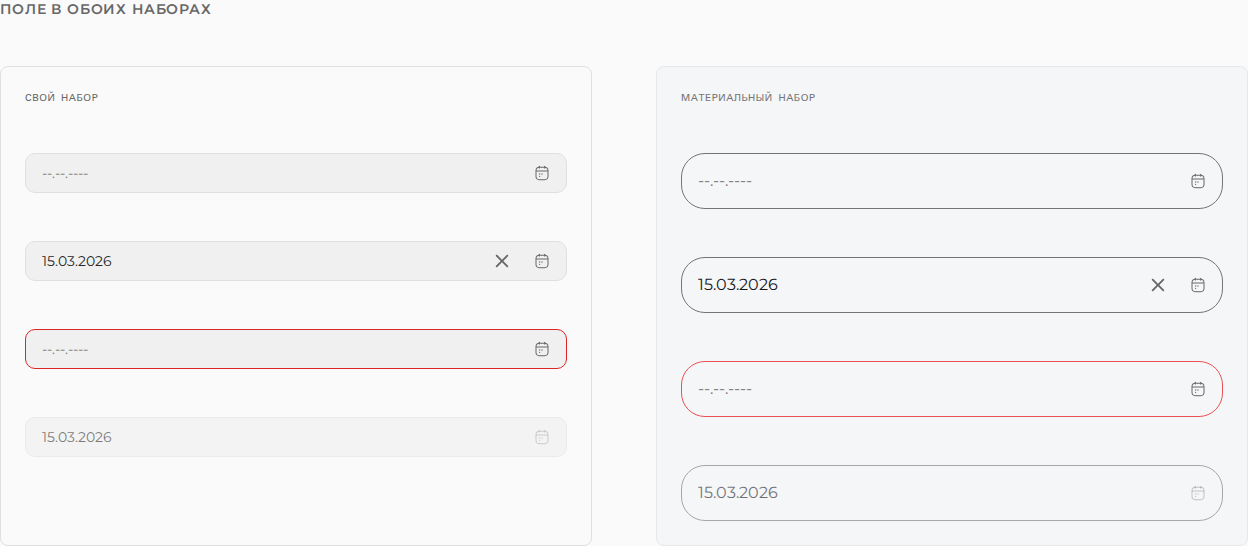 ПОЛЕ В ОБОИХ НАБОРАХ
СВОЙ НАБОР
--.--.----
15.03.2026
--.--.----
15.03.2026
МАТЕРИАЛЬНЫЙ НАБОР
--.--.----
15.03.2026
--.--.----
15.03.2026